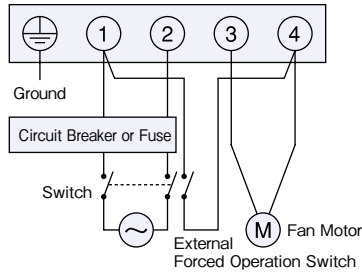 1 2 3 4
Ground
Circuit Breaker or Fuse
Switch
M Fan Motor
External
Forced Operation Switch